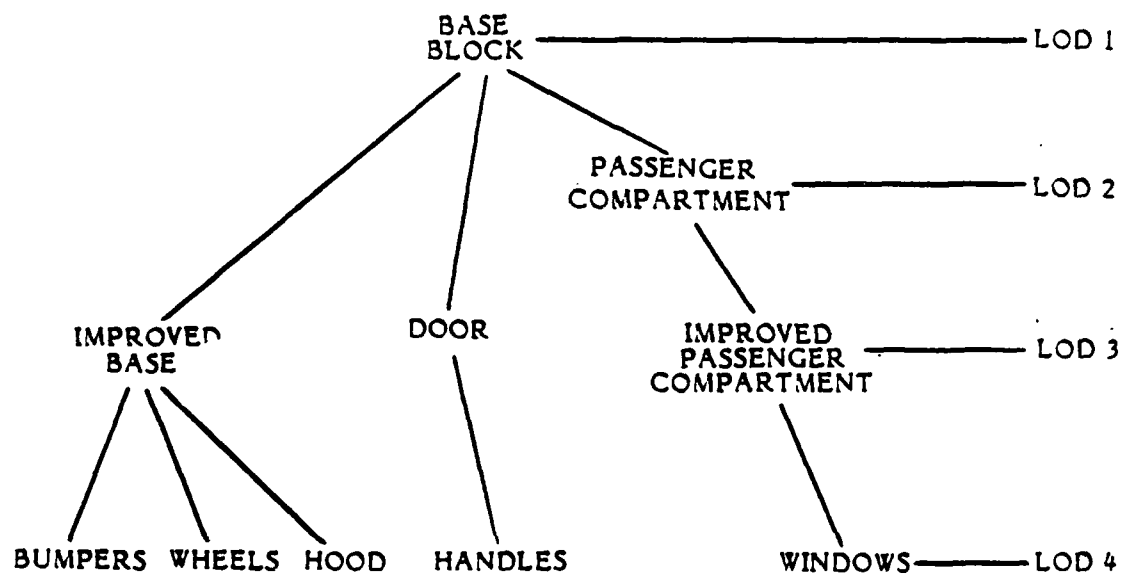 BASE
BLOCK
LOD 1
PASSENGER
COMPARTMENT
LOD 2
IMPROVED
BASE
DOOR
IMPROVED
PASSENGER
COMPARTMENT
LOD 3
BUMPERS WHEELS HOOD HANDLES WINDOWS LOD 4